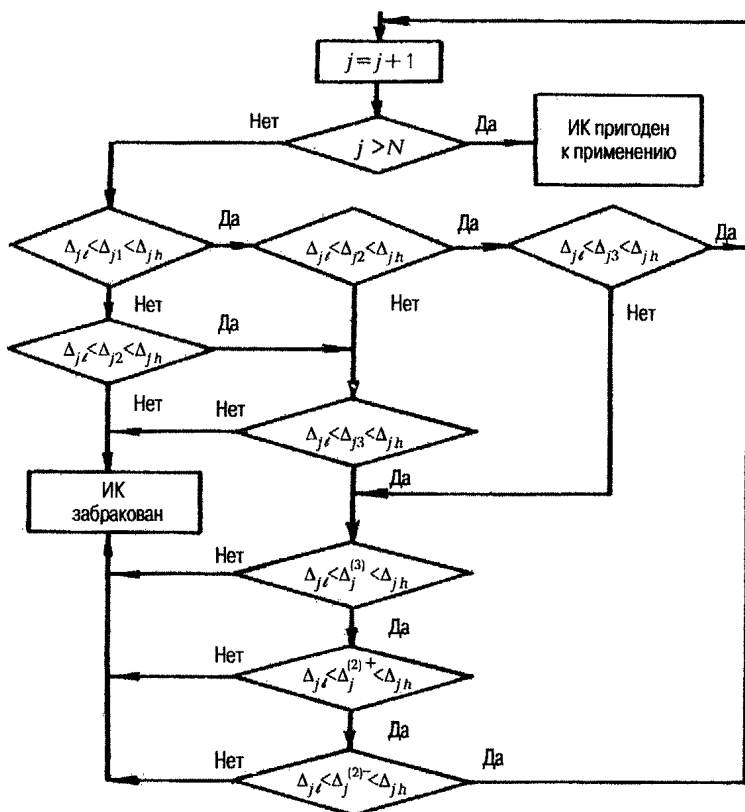 j=j+1
Нет
Да
j>N
ИК пригоден
к применению
Да
Да
Да
Δjℓ<Δj1<Δjh
Δjℓ<Δj2<Δjh
Δjℓ<Δj3<Δjh
Нет
Нет
Нет
Да
Δjℓ<Δj2<Δjh
Нет
Нет
Δjℓ<Δj3<Δjh
Да
ИК
забракован
Нет
Δjℓ<Δj(3)<Δjh
Да
Нет
Δjℓ<Δj(2)+<Δjh
Да
Нет
Да
Δjℓ<Δj(2)-<Δjh